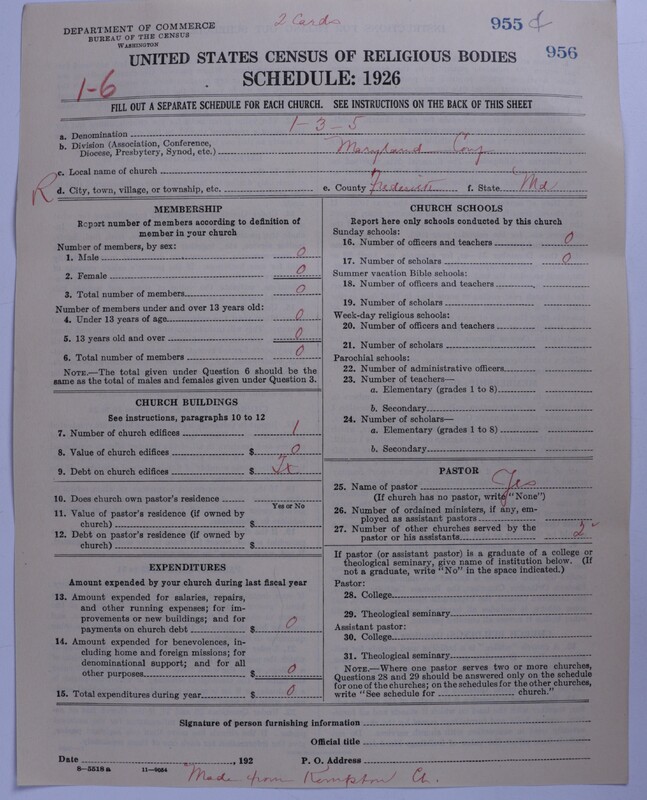 2 Cards
955
956
DEPARTMENT OF COMMERCE
BUREAU OF THE CENSUS
WASHINGTON
UNITED STATES CENSUS OF RELIGIOUS BODIES
SCHEDULE: 1926
1-6
FILL OUT A SEPARATE SCHEDULE FOR EACH CHURCH. SEE INSTRUCTIONS ON THE BACK OF THIS SHEET
a. Denomination 1-3-5
b. Division (Association, Conference,
Diocese, Presbytery, Synod, etc.) Maryland Conf
c. Local name of church
R
d. City, town, village, or township, etc. e. County Frederick f. State Md
MEMBERSHIP
Report number of members according to definition of
member in your church
Number of members, by sex:
1. Male 0
2. Female 0
3. Total number of members 0
Number of members under and over 13 years old:
4. Under 13 years of age 0
5. 13 years old and over 0
6. Total number of members 0
NOTE.—The total given under Question 6 should be
same as the total of males and females given under Question 3.
CHURCH BUILDINGS
See instructions, paragraphs 10 to 12
7. Number of church edifices 1
8. Value of church edifices $ 0
9. Debt on church edifices $
10. Does church own pastor's residence
Yes or No
11. Value of pastor's residence (if owned by
church) $
12. Debt on pastor's residence (if owned by
church) $
EXPENDITURES
Amount expended by your church during last fiscal year
13. Amount expended for salaries, repairs,
and other running expenses; for im-
provements or new buildings; and for
payments on church debt $ 0
14. Amount expended for benevolences, in-
cluding home and foreign missions; for
denominational support; and for all
other purposes $ 0
15. Total expenditures during year $ 0
CHURCH SCHOOLS
Report here only schools conducted by this church
Sunday schools:
16. Number of officers and teachers 0
17. Number of scholars 0
Summer vacation Bible schools:
18. Number of officers and teachers
19. Number of scholars
Week-day religious schools:
20. Number of officers and teachers
21. Number of scholars
Parochial schools:
22. Number of administrative officers
23. Number of teachers—
a. Elementary (grades 1 to 8)
b. Secondary
24. Number of scholars—
a. Elementary (grades 1 to 8)
b. Secondary
PASTOR
25. Name of pastor Yes
(If church has no pastor, write "None")
26. Number of ordained ministers, if any, em-
ployed as assistant pastors
27. Number of other churches served by the
pastor or his assistants 2
If pastor (or assistant pastor) is a graduate of a college or
theological seminary, give name of institution below. (If
not a graduate, write "No" in the space indicated.)
Pastor:
28. College
29. Theological seminary
Assistant pastor:
30. College
31. Theological seminary
NOTE.—Where one pastor serves two or more churches,
Questions 28 and 29 should be answered only on the schedule
for one of the churches; on the schedules for the other churches,
write "See schedule for church."
Signature of person furnishing information
Official title
Date , 192 P. O. Address
8-5518a 11-9054
Made from Kempton Ch.